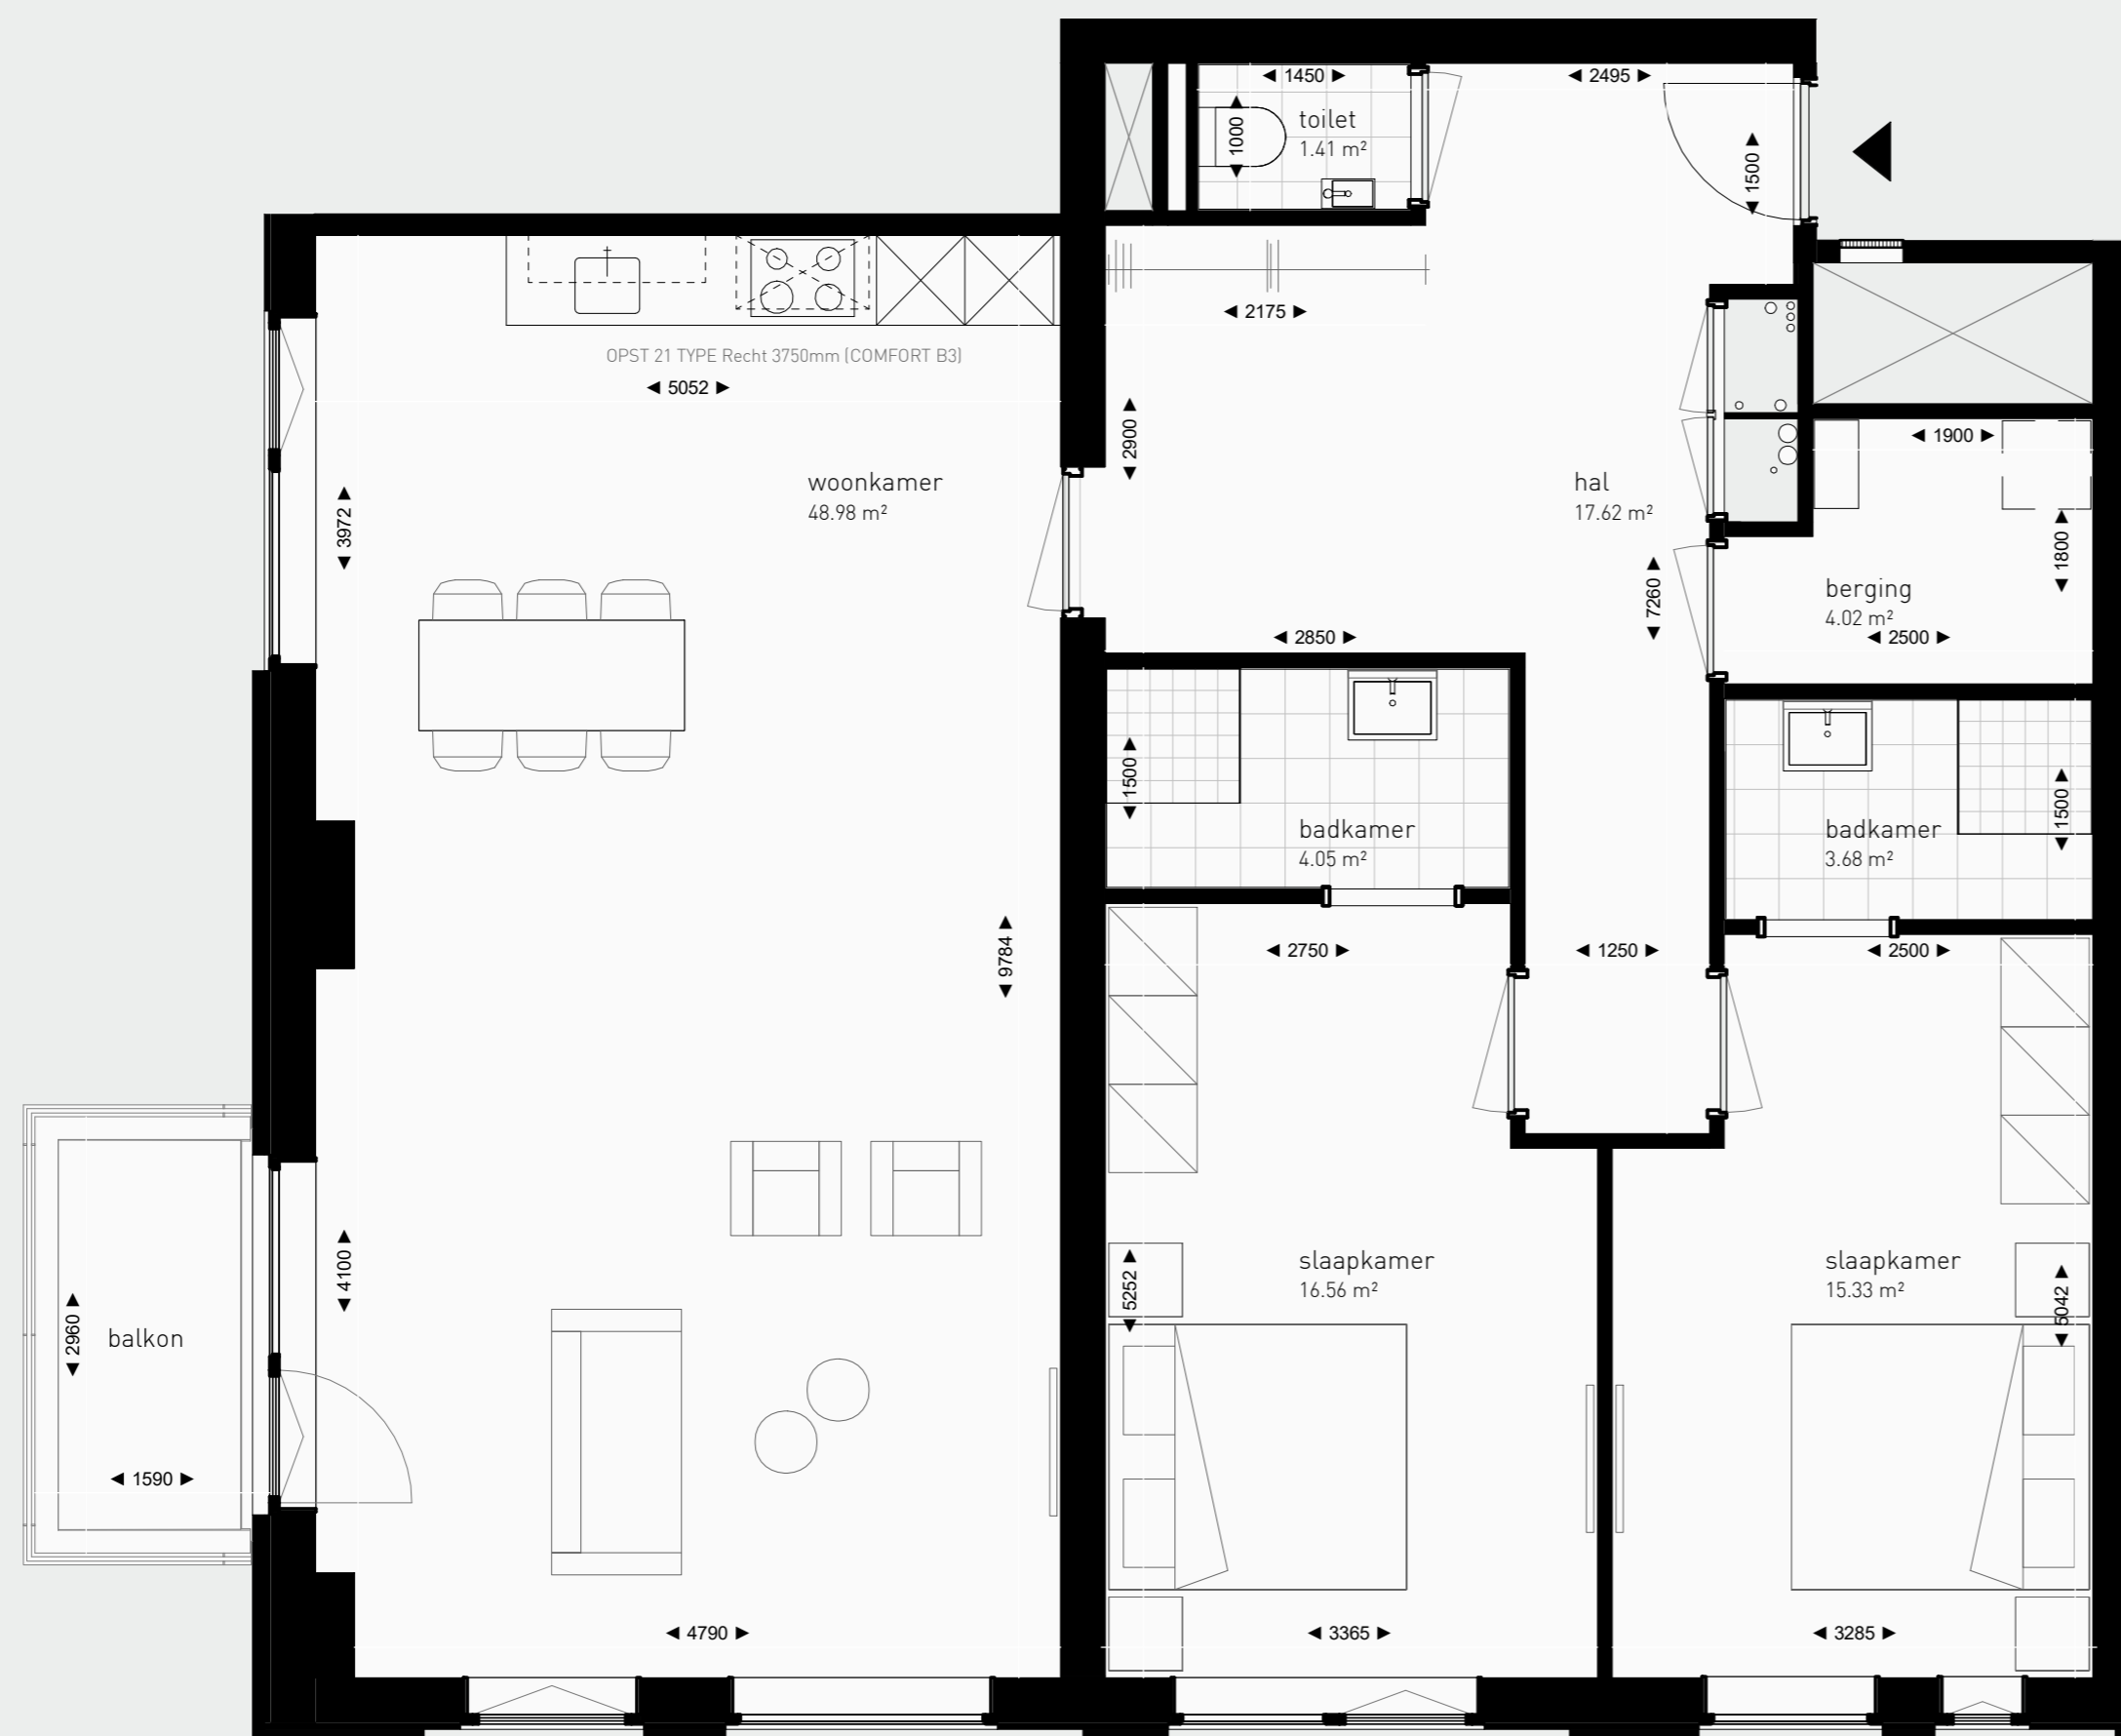 1450
2495
1000
toilet
1.41 m²
1500
2175
OPST 21 TYPE Recht 3750mm (COMFORT B3)
5052
2900
1900
woonkamer
48.98 m²
hal
17.62 m²
3972
1800
7260
berging
4.02 m²
2850
2500
1500
1500
badkamer
4.05 m²
badkamer
3.68 m²
9784
2750
1250
2500
4100
5252
slaapkamer
16.56 m²
slaapkamer
15.33 m²
5042
2960
balkon
1590
4790
3365
3285